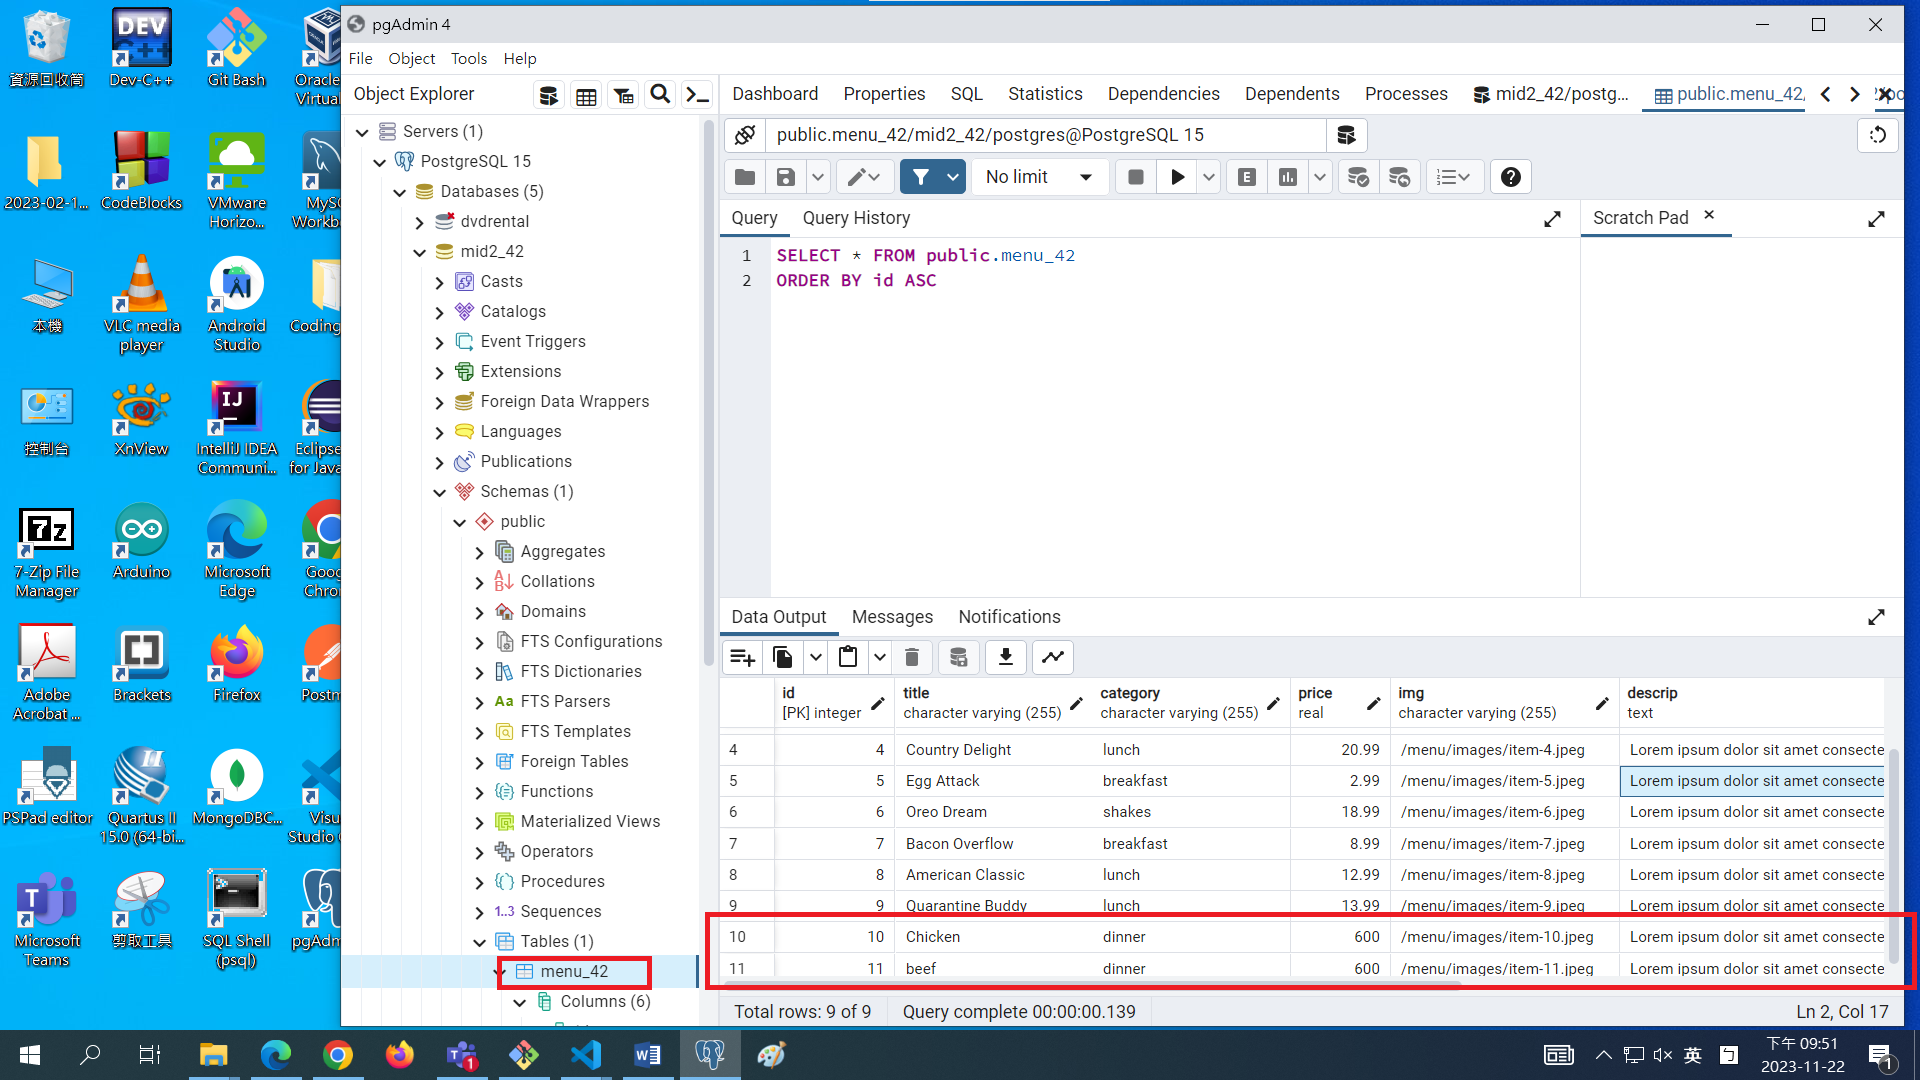 資源回收筒
Dev-C++
Git Bash
Oracle
Virtual
2023-02-1...
CodeBlocks
VMware
Horizo...
MyS
Workb
本機
VLC media
player
Android
Studio
Coding
控制台
XnView
IntelliJ IDEA
Communi...
Eclipse
for Java
7-Zip File
Manager
Arduino
Microsoft
Edge
Goog
Chro
Adobe
Acrobat ...
Brackets
Firefox
Postm
PSPad editor
Quartus II
15.0 (64-bi...
MongoDBC...
Visu
Studio
Microsoft
Teams
剪取工具
SQL Shell
(psql)
pgAdm
pgAdmin 4
File Object Tools Help
Object Explorer
Servers (1)
PostgreSQL 15
Databases (5)
dvdrental
mid2_42
Casts
Catalogs
Event Triggers
Extensions
Foreign Data Wrappers
Languages
Publications
Schemas (1)
public
Aggregates
Collations
Domains
FTS Configurations
FTS Dictionaries
FTS Parsers
FTS Templates
Foreign Tables
Functions
Materialized Views
Operators
Procedures
1..3 Sequences
Tables (1)
menu_42
Columns (6)
Dashboard Properties SQL Statistics Dependencies Dependents Processes mid2_42/postg... public.menu_42/
public.menu_42/mid2_42/postgres@PostgreSQL 15
No limit
E
Query Query History
Scratch Pad
1 SELECT * FROM public.menu_42
2 ORDER BY id ASC
Data Output Messages Notifications
id title category price img descrip
[PK] integer character varying (255) character varying (255) real character varying (255) text
4 4 Country Delight lunch 20.99 /menu/images/item-4.jpeg Lorem ipsum dolor sit amet consecte
5 5 Egg Attack breakfast 2.99 /menu/images/item-5.jpeg Lorem ipsum dolor sit amet consecte
6 6 Oreo Dream shakes 18.99 /menu/images/item-6.jpeg Lorem ipsum dolor sit amet consecte
7 7 Bacon Overflow breakfast 8.99 /menu/images/item-7.jpeg Lorem ipsum dolor sit amet consecte
8 8 American Classic lunch 12.99 /menu/images/item-8.jpeg Lorem ipsum dolor sit amet consecte
9 9 Quarantine Buddy lunch 13.99 /menu/images/item-9.jpeg Lorem ipsum dolor sit amet consecte
10 10 Chicken dinner 600 /menu/images/item-10.jpeg Lorem ipsum dolor sit amet consecte
11 11 beef dinner 600 /menu/images/item-11.jpeg Lorem ipsum dolor sit amet consecte
Total rows: 9 of 9 Query complete 00:00:00.139 Ln 2, Col 17
英
下午 09:51
2023-11-22
1